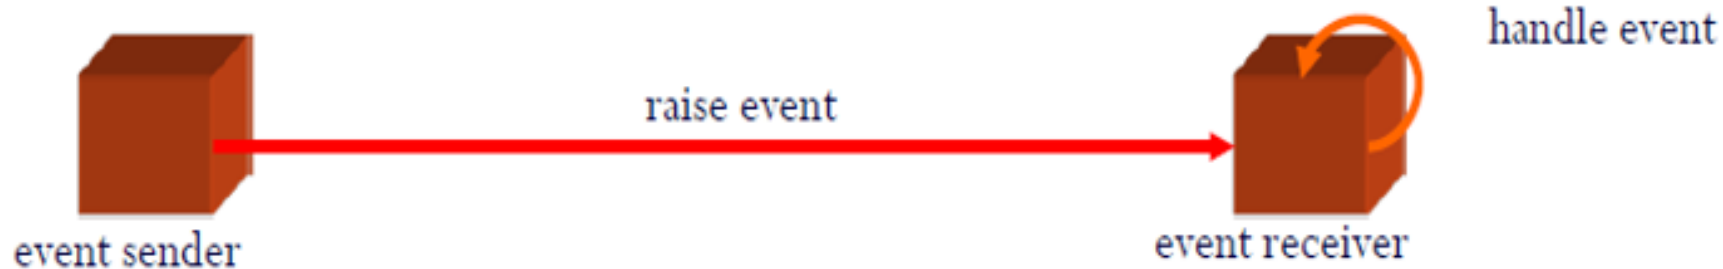 handle event
raise event
event sender
event receiver